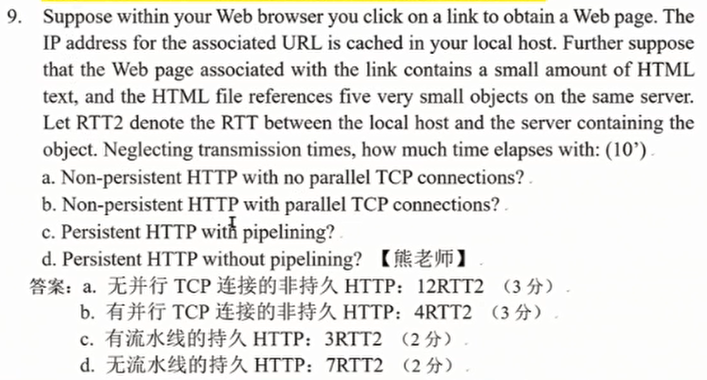 9. Suppose within your Web browser you click on a link to obtain a Web page. The
IP address for the associated URL is cached in your local host. Further suppose
that the Web page associated with the link contains a small amount of HTML
text, and the HTML file references five very small objects on the same server.
Let RTT2 denote the RTT between the local host and the server containing the
object. Neglecting transmission times, how much time elapses with: (10’)
a. Non-persistent HTTP with no parallel TCP connections?
b. Non-persistent HTTP with parallel TCP connections?
c. Persistent HTTP with pipelining?
d. Persistent HTTP without pipelining? 【熊老师】
答案：a. 无并行 TCP 连接的非持久 HTTP：12RTT2 （3 分）
b. 有并行 TCP 连接的非持久 HTTP：4RTT2 （3 分）
c. 有流水线的持久 HTTP：3RTT2 （2 分）
d. 无流水线的持久 HTTP：7RTT2 （2 分）